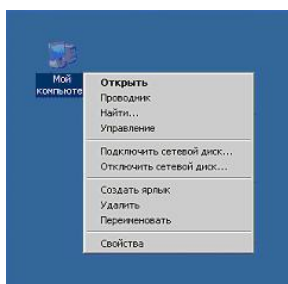 Мой
компьюте
Открыть
Проводник
Найти...
Управление
Подключить сетевой диск...
Отключить сетевой диск...
Создать ярлык
Удалить
Переименовать
Свойства